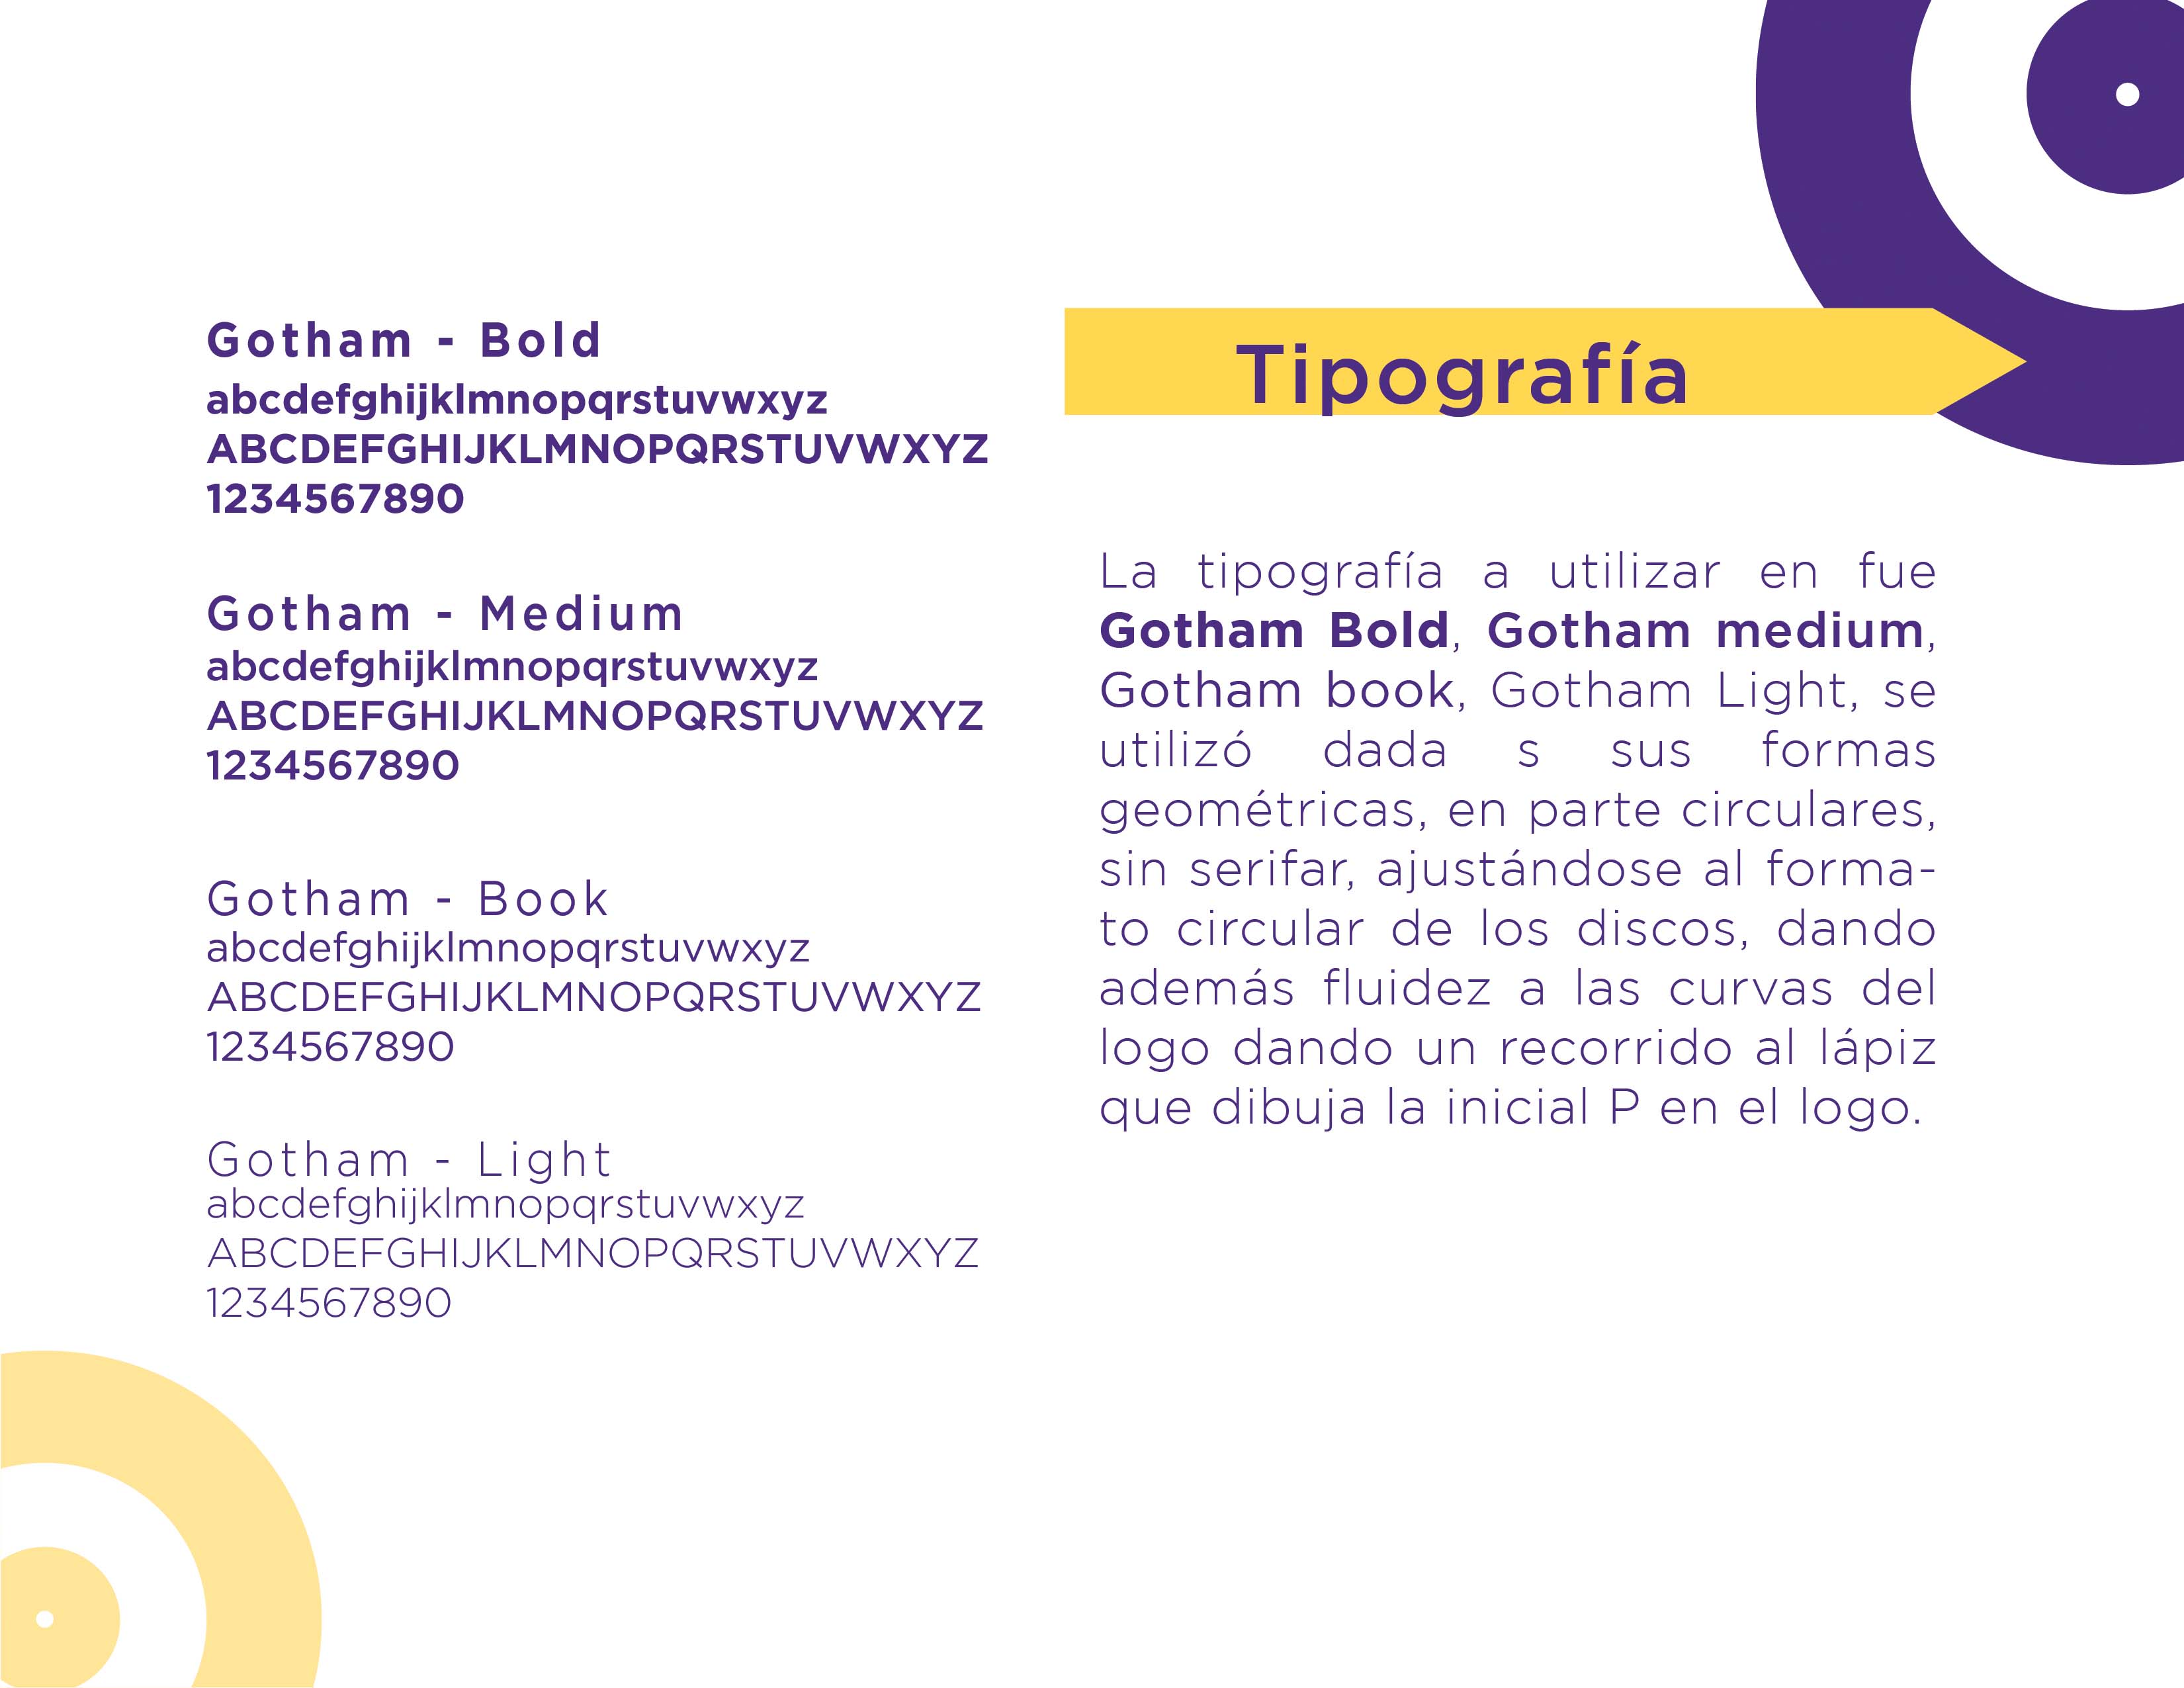 Gotham - Bold
abcdefghijklmnopqrstuvwxyz
ABCDEFGHIJKLMNOPQRSTUVWXYZ
1234567890
Gotham - Medium
abcdefghijklmnopqrstuvwxyz
ABCDEFGHIJKLMNOPQRSTUVWXYZ
1234567890
Gotham - Book
abcdefghijklmnopqrstuvwxyz
ABCDEFGHIJKLMNOPQRSTUVWXYZ
1234567890
Gotham - Light
abcdefghijklmnopqrstuvwxyz
ABCDEFGHIJKLMNOPQRSTUVWXYZ
1234567890
Tipografía
La tipografía a utilizar en fue
Gotham Bold, Gotham medium,
Gotham book, Gotham Light, se
utilizó dada s sus formas
geométricas, en parte circulares,
sin serifar, ajustándose al forma-
to circular de los discos, dando
además fluidez a las curvas del
logo dando un recorrido al lápiz
que dibuja la inicial P en el logo.